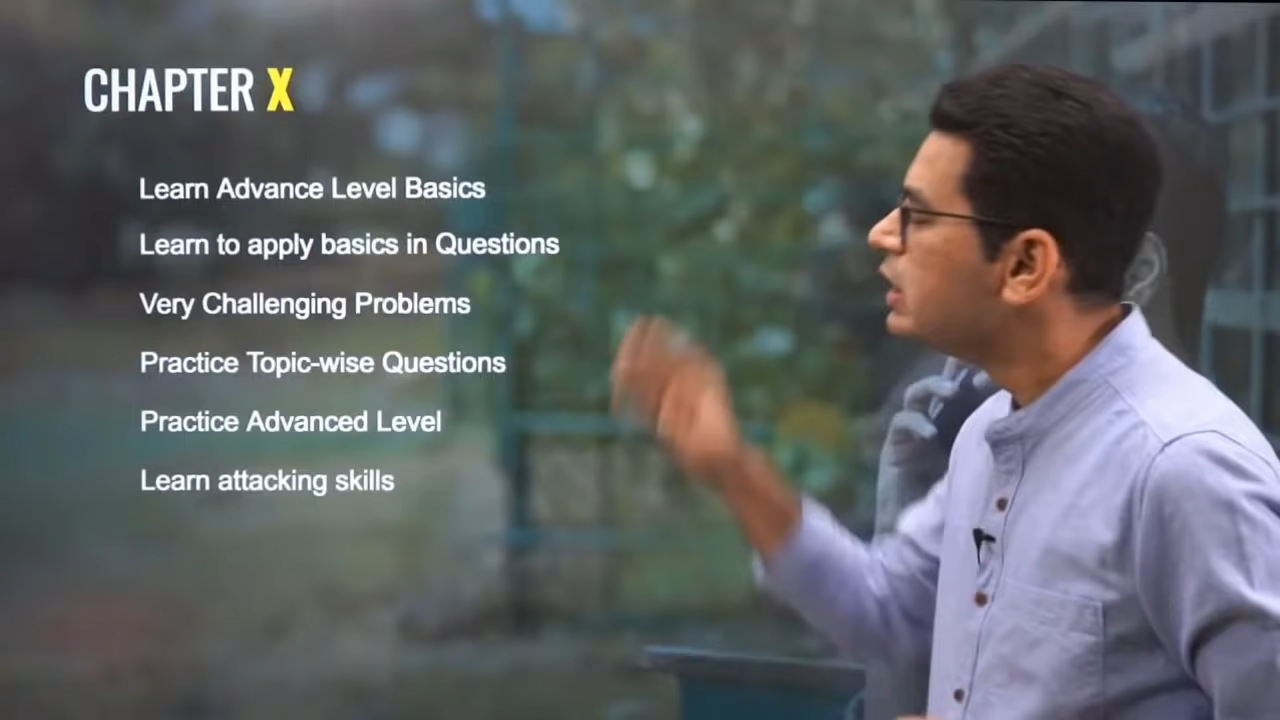 CHAPTER X
Learn Advance Level Basics
Learn to apply basics in Questions
Very Challenging Problems
Practice Topic-wise Questions
Practice Advanced Level
Learn attacking skills